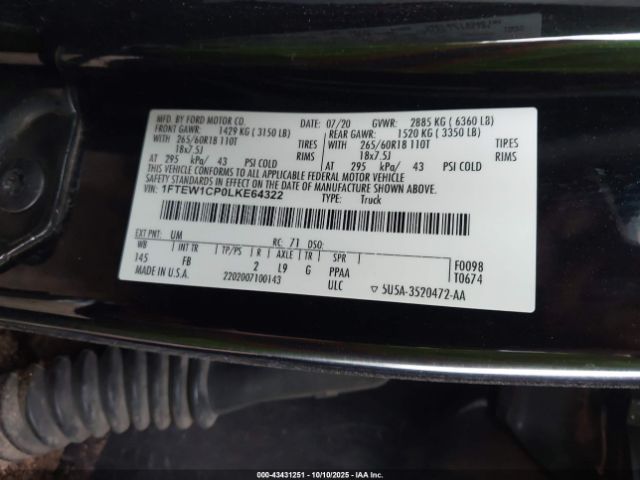 MFD. BY FORD MOTOR CO. 07/20 GVWR: 2885 KG ( 6360 LB)
FRONT GAWR: 1429 KG ( 3150 LB) REAR GAWR: 1520 KG ( 3350 LB)
WITH 265/60R18 110T TIRES WITH 265/60R18 110T TIRES
18x7.5J RIMS 18x7.5J RIMS
AT 295 kPa/ 43 PSI COLD AT 295 kPa/ 43 PSI COLD
THIS VEHICLE CONFORMS TO ALL APPLICABLE FEDERAL MOTOR VEHICLE
SAFETY STANDARDS IN EFFECT ON THE DATE OF MANUFACTURE SHOWN ABOVE.
VIN: 1FTEW1CP0LKE64322 TYPE: Truck
EXT PNT: UM RC: 71 DSO:
WB INT TR TP/PS R AXLE TR SPR
145 FB 2 L9 G PPAA
F0098
T0674
MADE IN U.S.A. 2202007100143 ULC ▽ 5U5A-3520472-AA
000-43431251 - 10/10/2025 - IAAI.COM